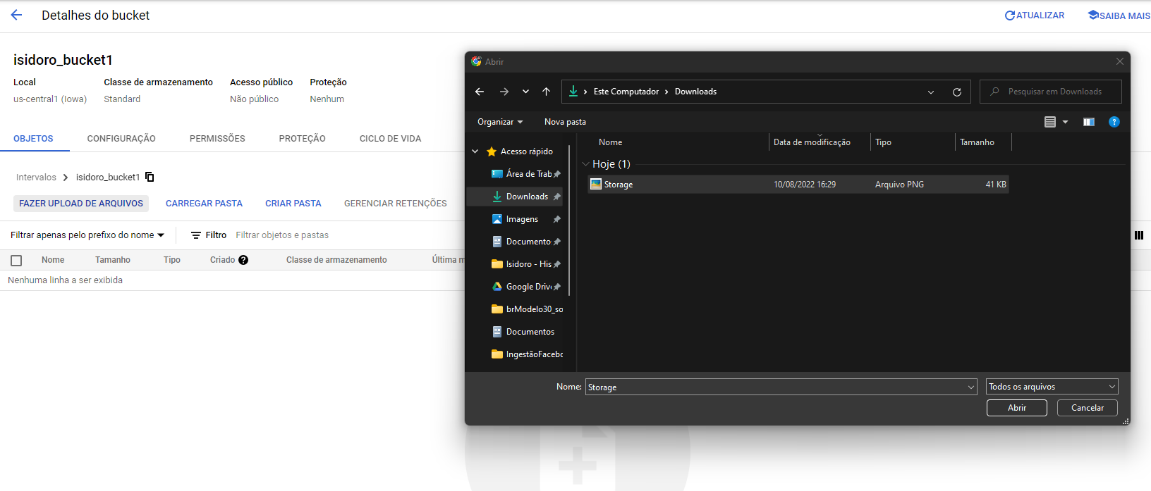 Detalhes do bucket
ATUALIZAR
SAIBA MAIS
isidoro_bucket1
Local
Classe de armazenamento
Acesso público
Proteção
us-central1 (Iowa)
Standard
Não público
Nenhum
OBJETOS
CONFIGURAÇÃO
PERMISSÕES
PROTEÇÃO
CICLO DE VIDA
Intervalos
isidoro_bucket1
FAZER UPLOAD DE ARQUIVOS
CARREGAR PASTA
CRIAR PASTA
GERENCIAR RETENÇÕES
Filtrar apenas pelo prefixo do nome
Filtro
Filtrar objetos e pastas
Nome
Tamanho
Tipo
Criado
Classe de armazenamento
Última m
Nenhuma linha a ser exibida
Abrir
Este Computador
Downloads
Pesquisar em Downloads
Organizar
Nova pasta
Nome
Data de modificação
Tipo
Tamanho
Acesso rápido
Área de Trab
Downloads
Imagens
Documento
Isidoro - His
Google Drive
brModelo30_so
Documentos
IngestãoFacebo
Hoje (1)
Storage
10/08/2022 16:29
Arquivo PNG
41 KB
Nome:
Storage
Todos os arquivos
Abrir
Cancelar